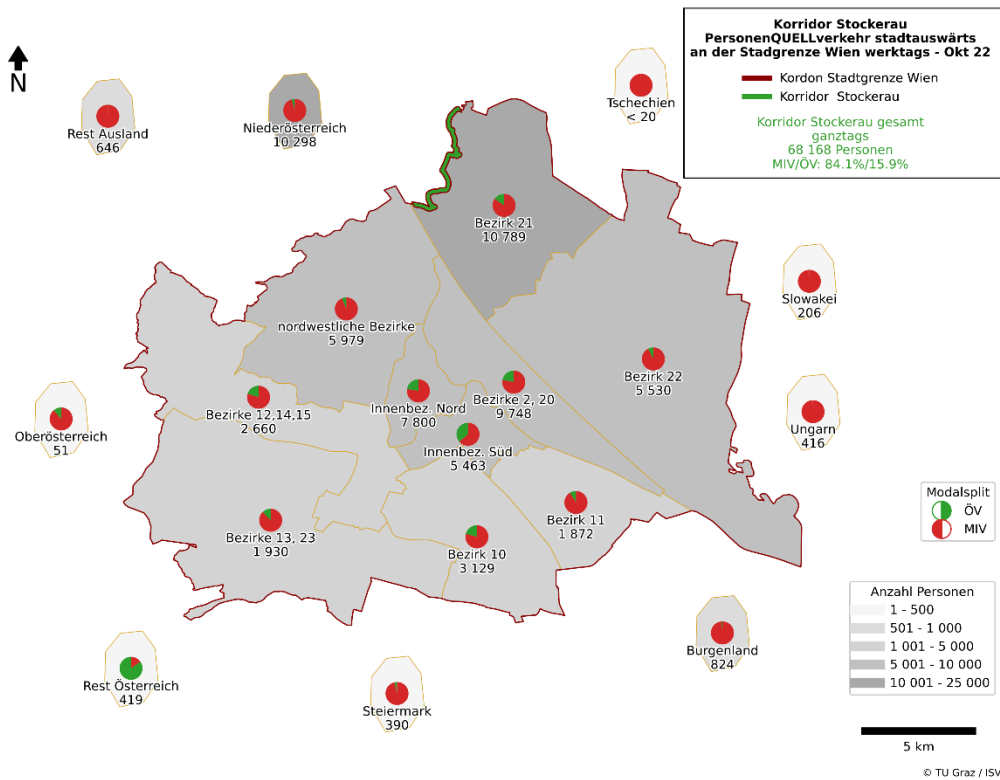 Korridor Stockerau
PersonenQUELLverkehr stadtauswärts
an der Stadgrenze Wien werktags - Okt 22
Kordon Stadtgrenze Wien
Korridor Stockerau
Korridor Stockerau gesamt
ganztags
68 168 Personen
MIV/ÖV: 84.1%/15.9%
N
Rest Ausland
646
Niederösterreich
10 298
Tschechien
< 20
Bezirk 21
10 789
Slowakei
206
nordwestliche Bezirke
5 979
Bezirk 22
5 530
Bezirke 12,14,15
2 660
Innenbez. Nord
7 800
Bezirke 2, 20
9 748
Oberösterreich
51
Ungarn
416
Innenbez. Süd
5 463
Modalsplit
ÖV
MIV
Bezirke 13, 23
1 930
Bezirk 11
1 872
Bezirk 10
3 129
Anzahl Personen
1 - 500
501 - 1 000
1 001 - 5 000
5 001 - 10 000
10 001 - 25 000
Burgenland
824
Rest Österreich
419
Steiermark
390
5 km
© TU Graz / ISV